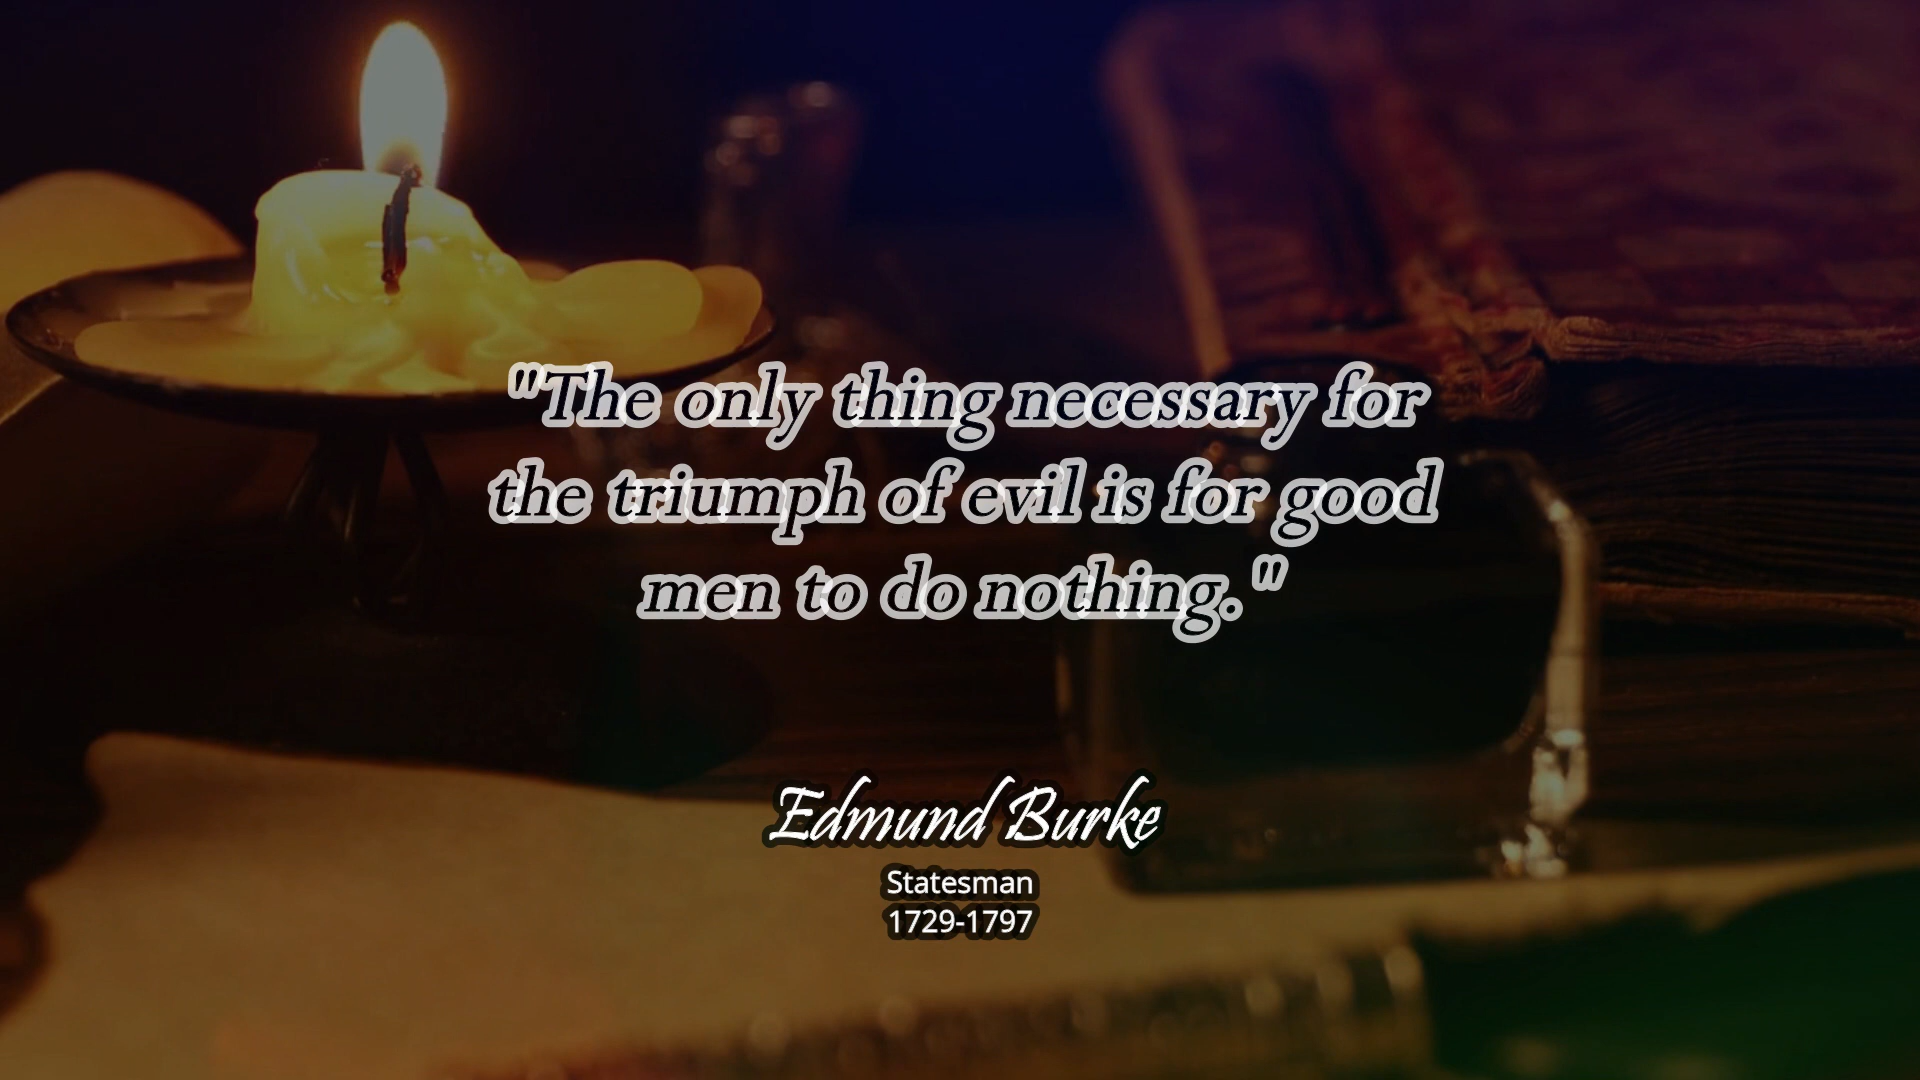 "The only thing necessary for
the triumph of evil is for good
men to do nothing."
Edmund Burke
Statesman
1729-1797